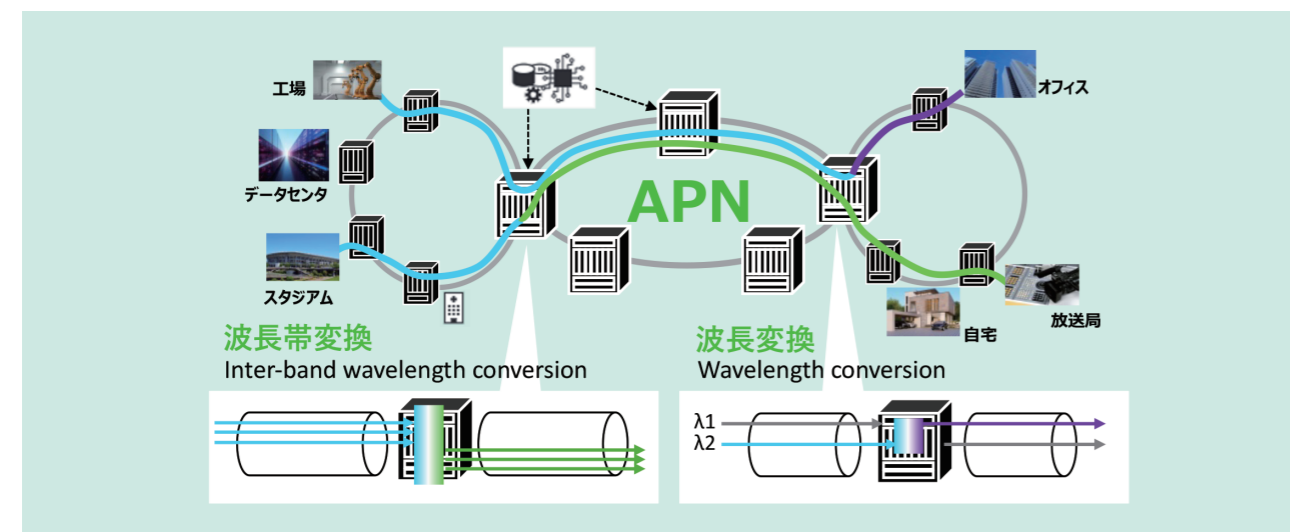 工場
オフィス
データセンタ
APN
スタジアム
自宅
放送局
波長帯変換
Inter-band wavelength conversion
波長変換
Wavelength conversion
λ1
λ2